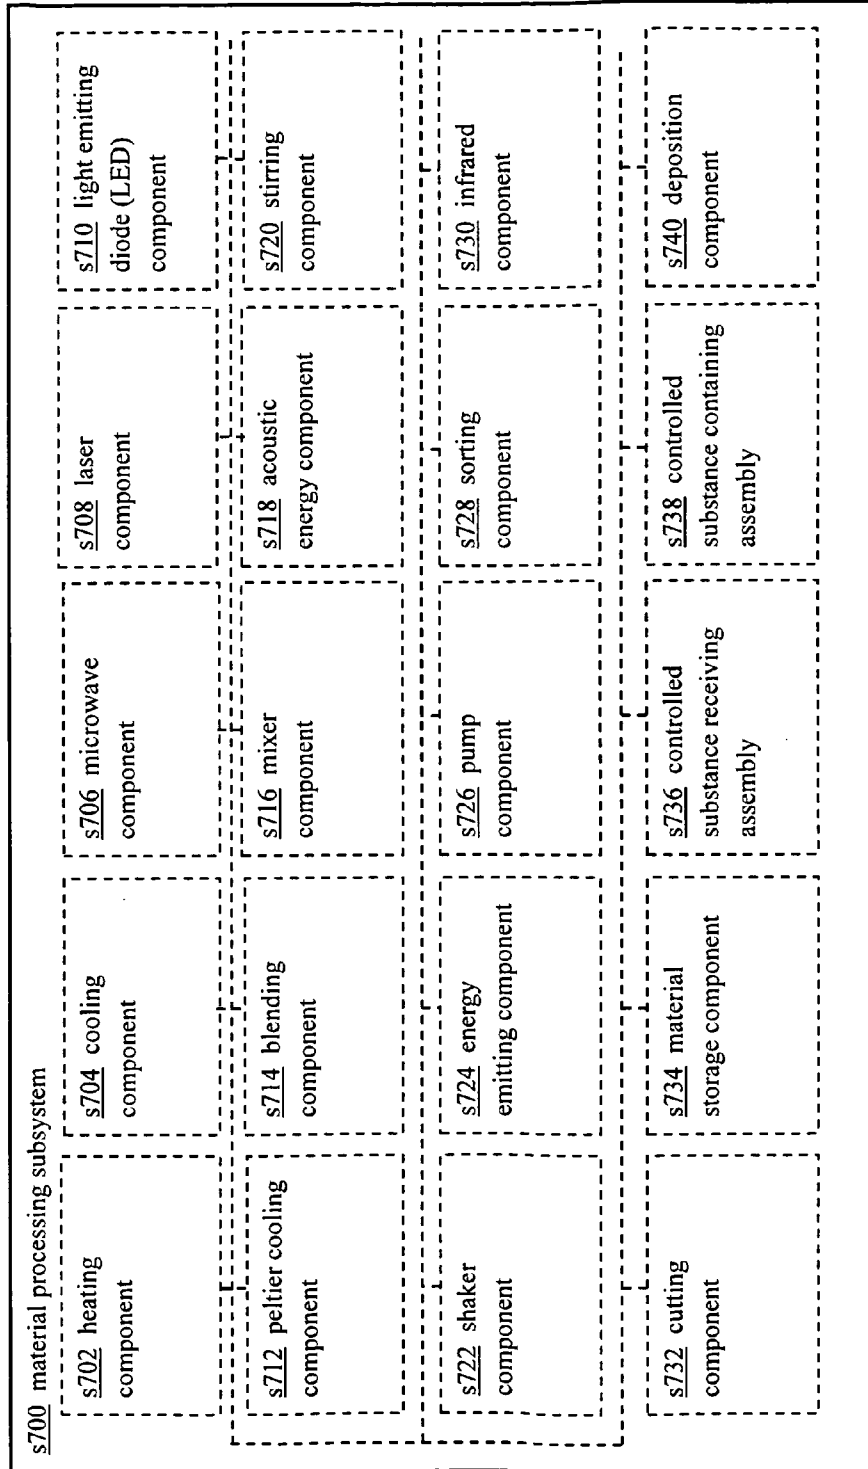 s700 material processing subsystem
s702 heating
component
s704 cooling
component
s706 microwave
component
s708 laser
component
s710 light emitting
diode (LED)
component
s712 peltier cooling
component
s714 blending
component
s716 mixer
component
s718 acoustic
energy component
s720 stirring
component
s722 shaker
component
s724 energy
emitting component
s726 pump
component
s728 sorting
component
s730 infrared
component
s732 cutting
component
s734 material
storage component
s736 controlled
substance receiving
assembly
s738 controlled
substance containing
assembly
s740 deposition
component